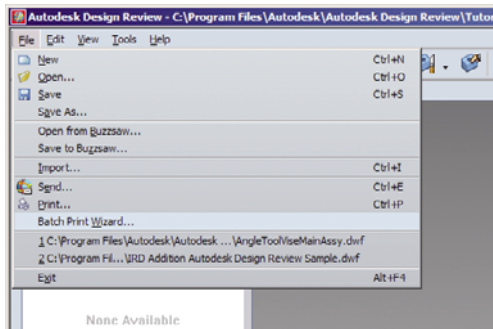 Autodesk Design Review - C:\Program Files\Autodesk\Autodesk Design Review\Tutor
File Edit View Tools Help
New Ctrl+N
Open... Ctrl+O
Save Ctrl+S
Save As...
Open from Buzzsaw...
Save to Buzzsaw...
Import... Ctrl+I
Send... Ctrl+E
Print... Ctrl+P
Batch Print Wizard...
1 C:\Program Files\Autodesk\Autodesk ...\AngleToolViseMainAssy.dwf
2 C:\Program Fil...\IRD Addition Autodesk Design Review Sample.dwf
Exit Alt+F4
None Available